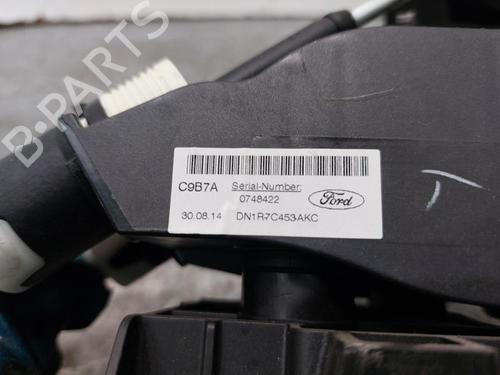 B-PARTS
C9B7A Serial-Number:
0748422
Ford
30.08.14 DN1R7C453AKC